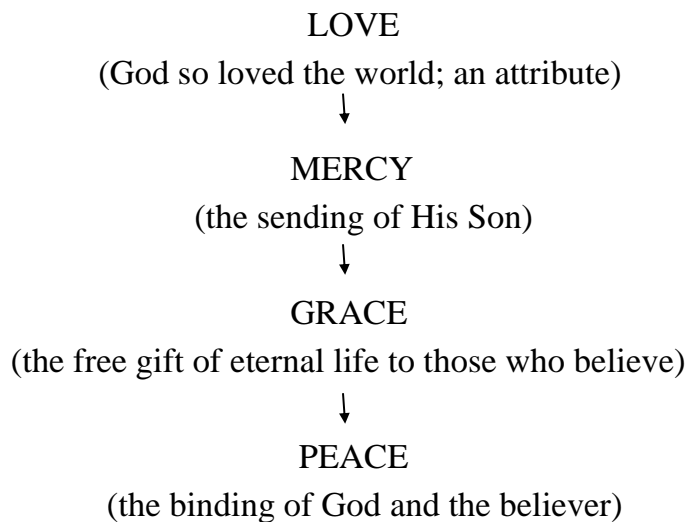 LOVE
(God so loved the world; an attribute)
MERCY
(the sending of His Son)
GRACE
(the free gift of eternal life to those who believe)
PEACE
(the binding of God and the believer)